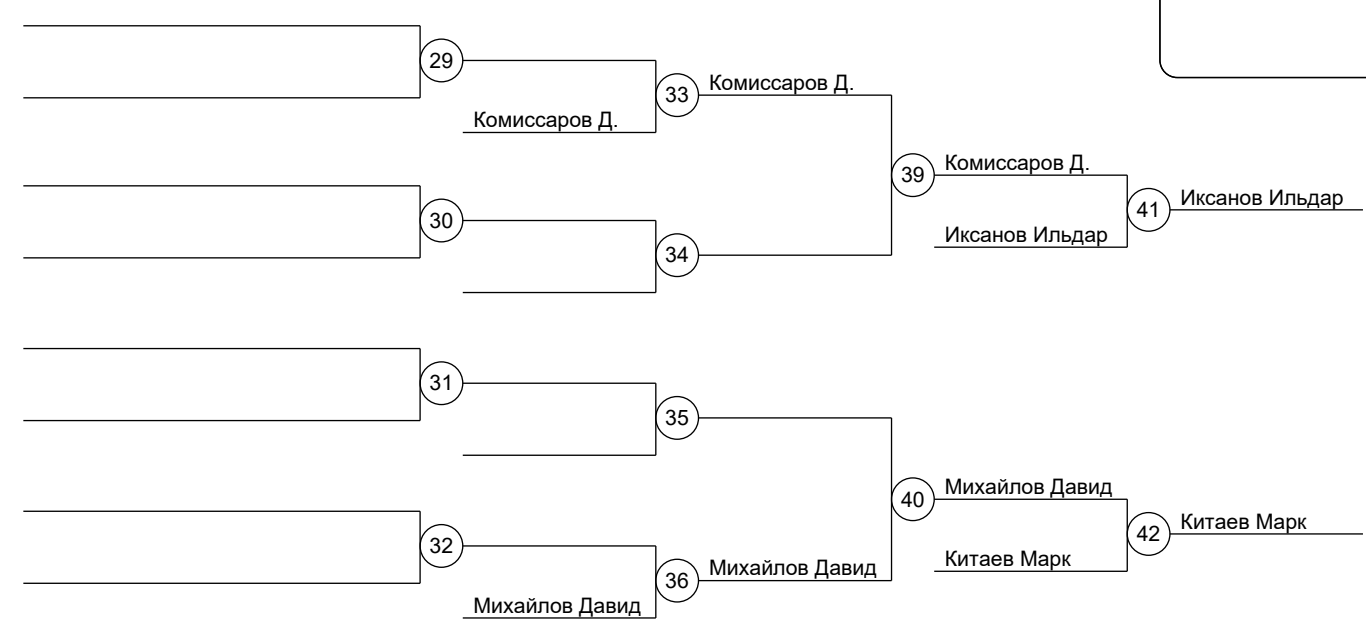 29
33
Комиссаров Д.
Комиссаров Д.
39
Комиссаров Д.
41
Иксанов Ильдар
Иксанов Ильдар
30
34
31
35
40
Михайлов Давид
42
Китаев Марк
Китаев Марк
32
36
Михайлов Давид
Михайлов Давид